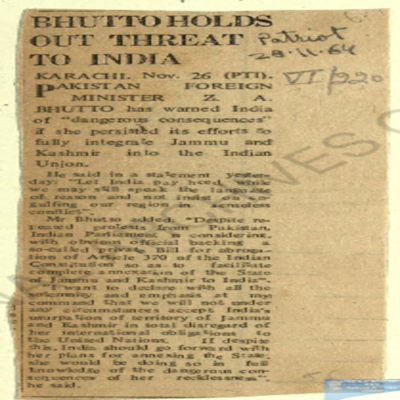 BHUTTO HOLDS
OUT THREAT
TO INDIA
Patriot
28.11.64
VI/220
KARACHI, Nov. 26 (PTI).
PAKISTAN FOREIGN
MINISTER Z. A.
BHUTTO has warned India
of "dangerous consequences"
if she persisted its efforts to
fully integrate Jammu and
Kashmir into the Indian
Union.
He said in a statement yester-
day: "Let India pay heed while
we may still speak the language
of reason and not insist on en-
gulfing our region in senseless
conflict".
Mr Bhutto added: "Despite re-
peated protests from Pakistan,
Indian Parliament is considering,
with obvious official backing a
so-called private Bill for abroga-
tion of Article 370 of the Indian
Constitution so as to facilitate
complete annexation of the State
of Jammu and Kashmir to India".
"I want to declare with all the
solemnity and emphasis at my
command that we will not under
any circumstances accept India's
usurpation of territory of Jammu
and Kashmir in total disregard of
her international obligations to
the United Nations. If despite
this, India should go forward with
her plans for annexing the State,
she would be doing so in full
knowledge of the dangerous con-
sequences of her recklessness".
he said.